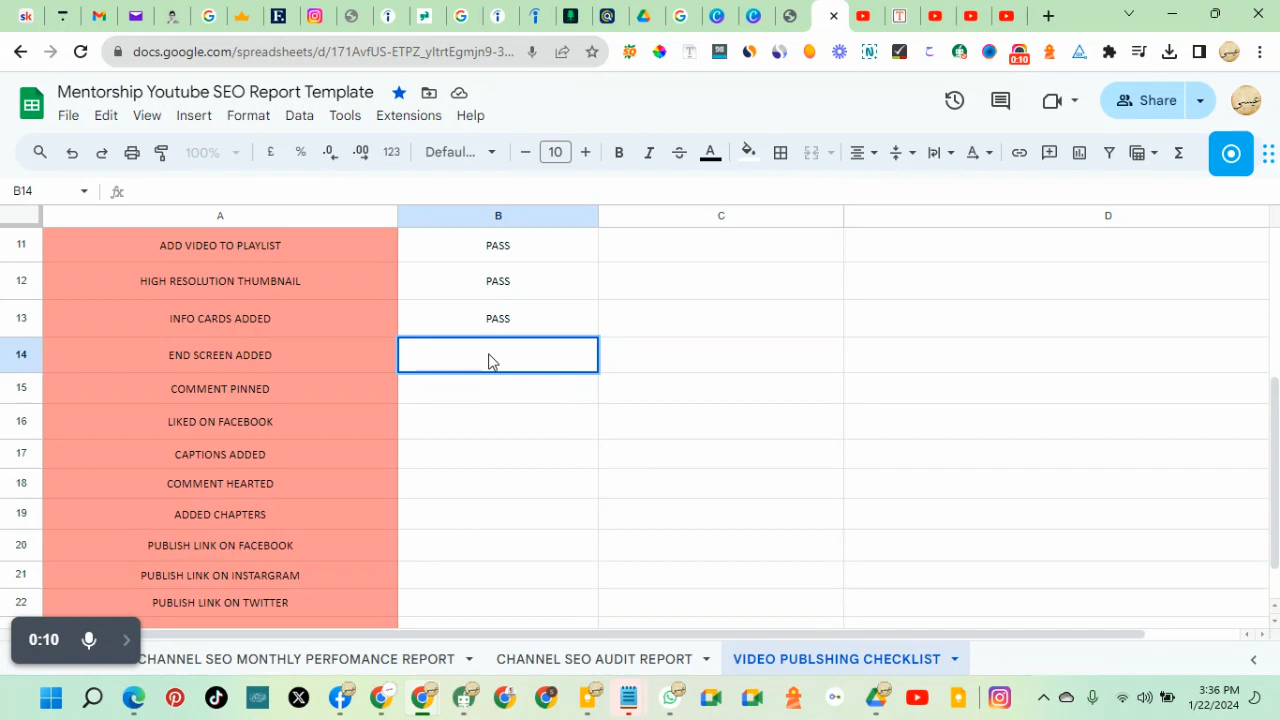 docs.google.com/spreadsheets/d/171AvfUS-ETPZ_yltrtEgmjn9-3...
0:10
Mentorship Youtube SEO Report Template
File Edit View Insert Format Data Tools Extensions Help
Share
100% £ % .0 .00 123 Defaul... 10 B I A
B14 fx
A B C D
11 ADD VIDEO TO PLAYLIST PASS
12 HIGH RESOLUTION THUMBNAIL PASS
13 INFO CARDS ADDED PASS
14 END SCREEN ADDED
15 COMMENT PINNED
16 LIKED ON FACEBOOK
17 CAPTIONS ADDED
18 COMMENT HEARTED
19 ADDED CHAPTERS
20 PUBLISH LINK ON FACEBOOK
21 PUBLISH LINK ON INSTARGRAM
22 PUBLISH LINK ON TWITTER
0:10
CHANNEL SEO MONTHLY PERFOMANCE REPORT CHANNEL SEO AUDIT REPORT VIDEO PUBLSHING CHECKLIST
3:36 PM
1/22/2024